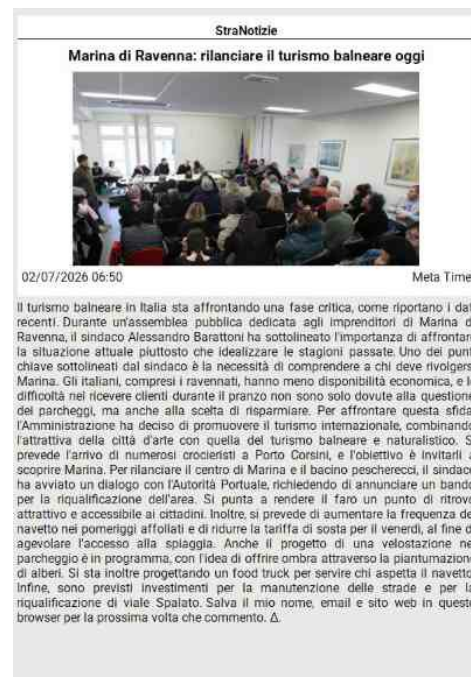 StraNotizie
Marina di Ravenna: rilanciare il turismo balneare oggi
02/07/2026 06:50 Meta Time
Il turismo balneare in Italia sta affrontando una fase critica, come riportano i dat
recenti. Durante un'assemblea pubblica dedicata agli imprenditori di Marina d
Ravenna, il sindaco Alessandro Barattoni ha sottolineato l'importanza di affrontar
la situazione attuale piuttosto che idealizzare le stagioni passate. Uno dei punt
chiave sottolineati dal sindaco è la necessità di comprendere a chi deve rivolgers
Marina. Gli italiani, compresi i ravennati, hanno meno disponibilità economica, e l
difficoltà nel ricevere clienti durante il pranzo non sono solo dovute alla questione
dei parcheggi, ma anche alla scelta di risparmiare. Per affrontare questa sfida
l'Amministrazione ha deciso di promuovere il turismo internazionale, combinando
l'attrattiva della città d'arte con quella del turismo balneare e naturalistico. S
prevede l'arrivo di numerosi crocieristi a Porto Corsini, e l'obiettivo è invitarli a
scoprire Marina. Per rilanciare il centro di Marina e il bacino pescherecci, il sindaco
ha avviato un dialogo con l'Autorità Portuale, richiedendo di annunciare un bando
per la riqualificazione dell'area. Si punta a rendere il faro un punto di ritrovo
attrattivo e accessibile ai cittadini. Inoltre, si prevede di aumentare la frequenza de
navetto nei pomeriggi affollati e di ridurre la tariffa di sosta per il venerdì, al fine d
agevolare l'accesso alla spiaggia. Anche il progetto di una velostazione ne
parcheggio è in programma, con l'idea di offrire ombra attraverso la piantumazione
di alberi. Si sta inoltre progettando un food truck per servire chi aspetta il navetto
Infine, sono previsti investimenti per la manutenzione delle strade e per la
riqualificazione di viale Spalato. Salva il mio nome, email e sito web in questo
browser per la prossima volta che commento. Δ.